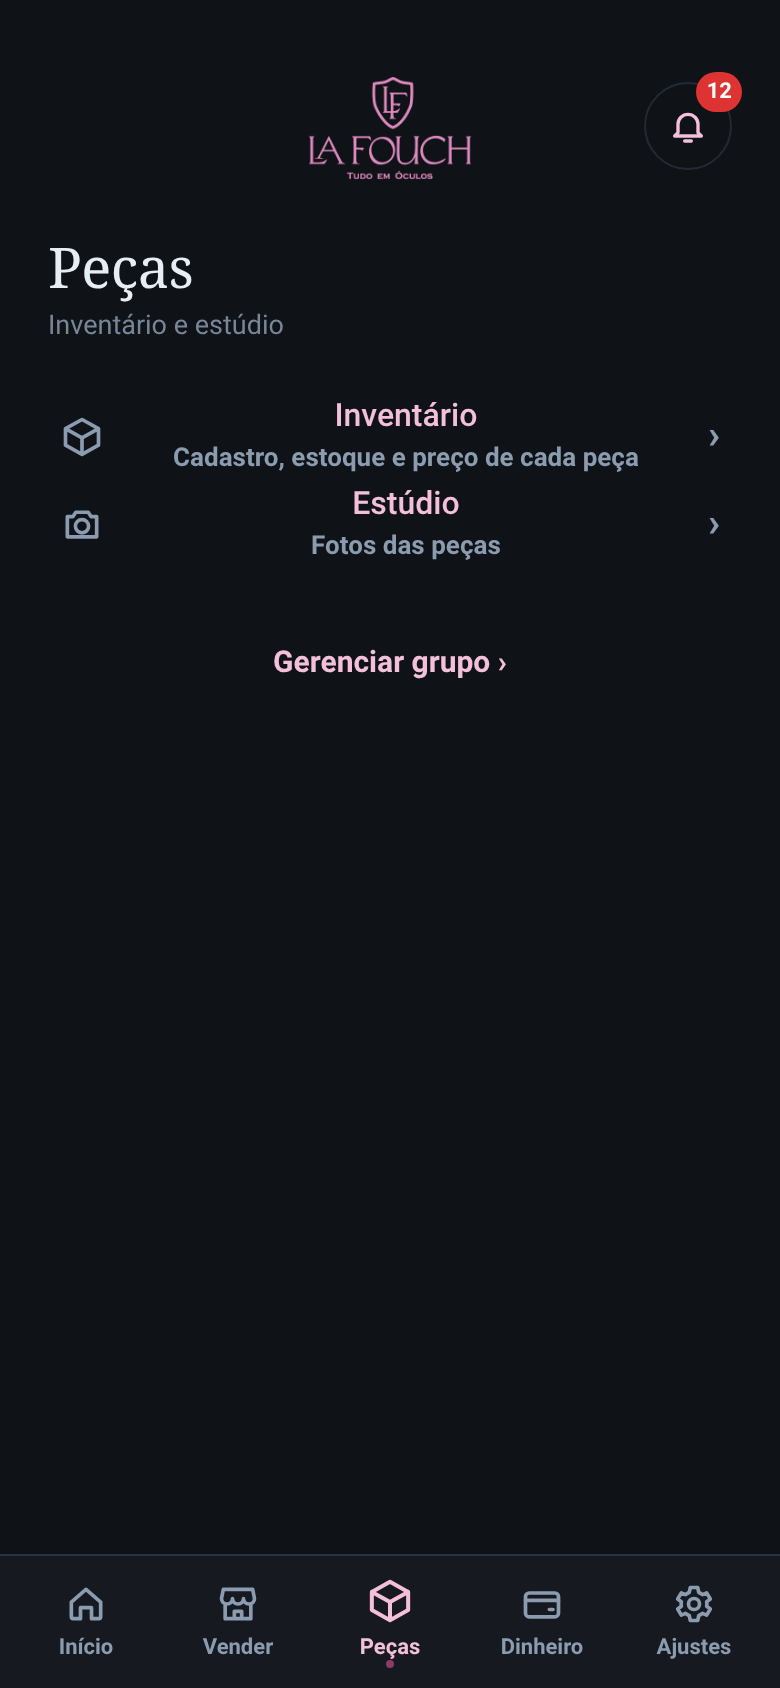 12
LF
LA FOUCH
TUDO EM ÓCULOS
Peças
Inventário e estúdio
Inventário ›
Cadastro, estoque e preço de cada peça
Estúdio ›
Fotos das peças
Gerenciar grupo ›
Início Vender Peças Dinheiro Ajustes